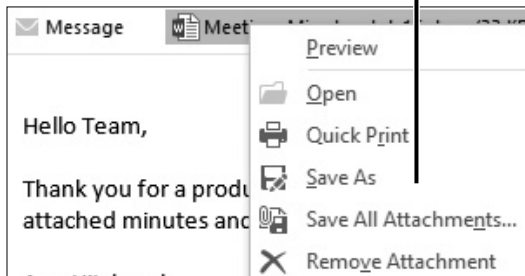 Message Meet
Preview
Open
Hello Team,
Quick Print
Save As
Thank you for a produ
attached minutes and
Save All Attachments...
Remove Attachment